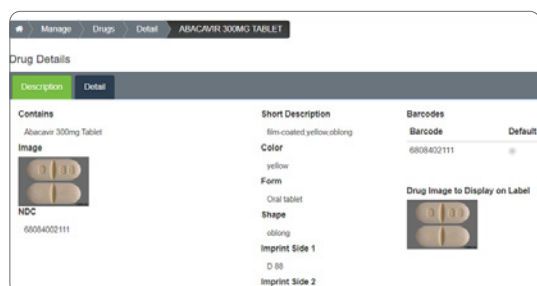 Manage Drugs Detail ABACAVIR 300MG TABLET
Drug Details
Description Detail
Contains
Abacavir 300mg Tablet
Image
NDC
68084002111
Short Description
film-coated,yellow,oblong
Color
yellow
Form
Oral tablet
Shape
oblong
Imprint Side 1
D 88
Imprint Side 2
Barcodes
Barcode Default
6808402111
Drug Image to Display on Label